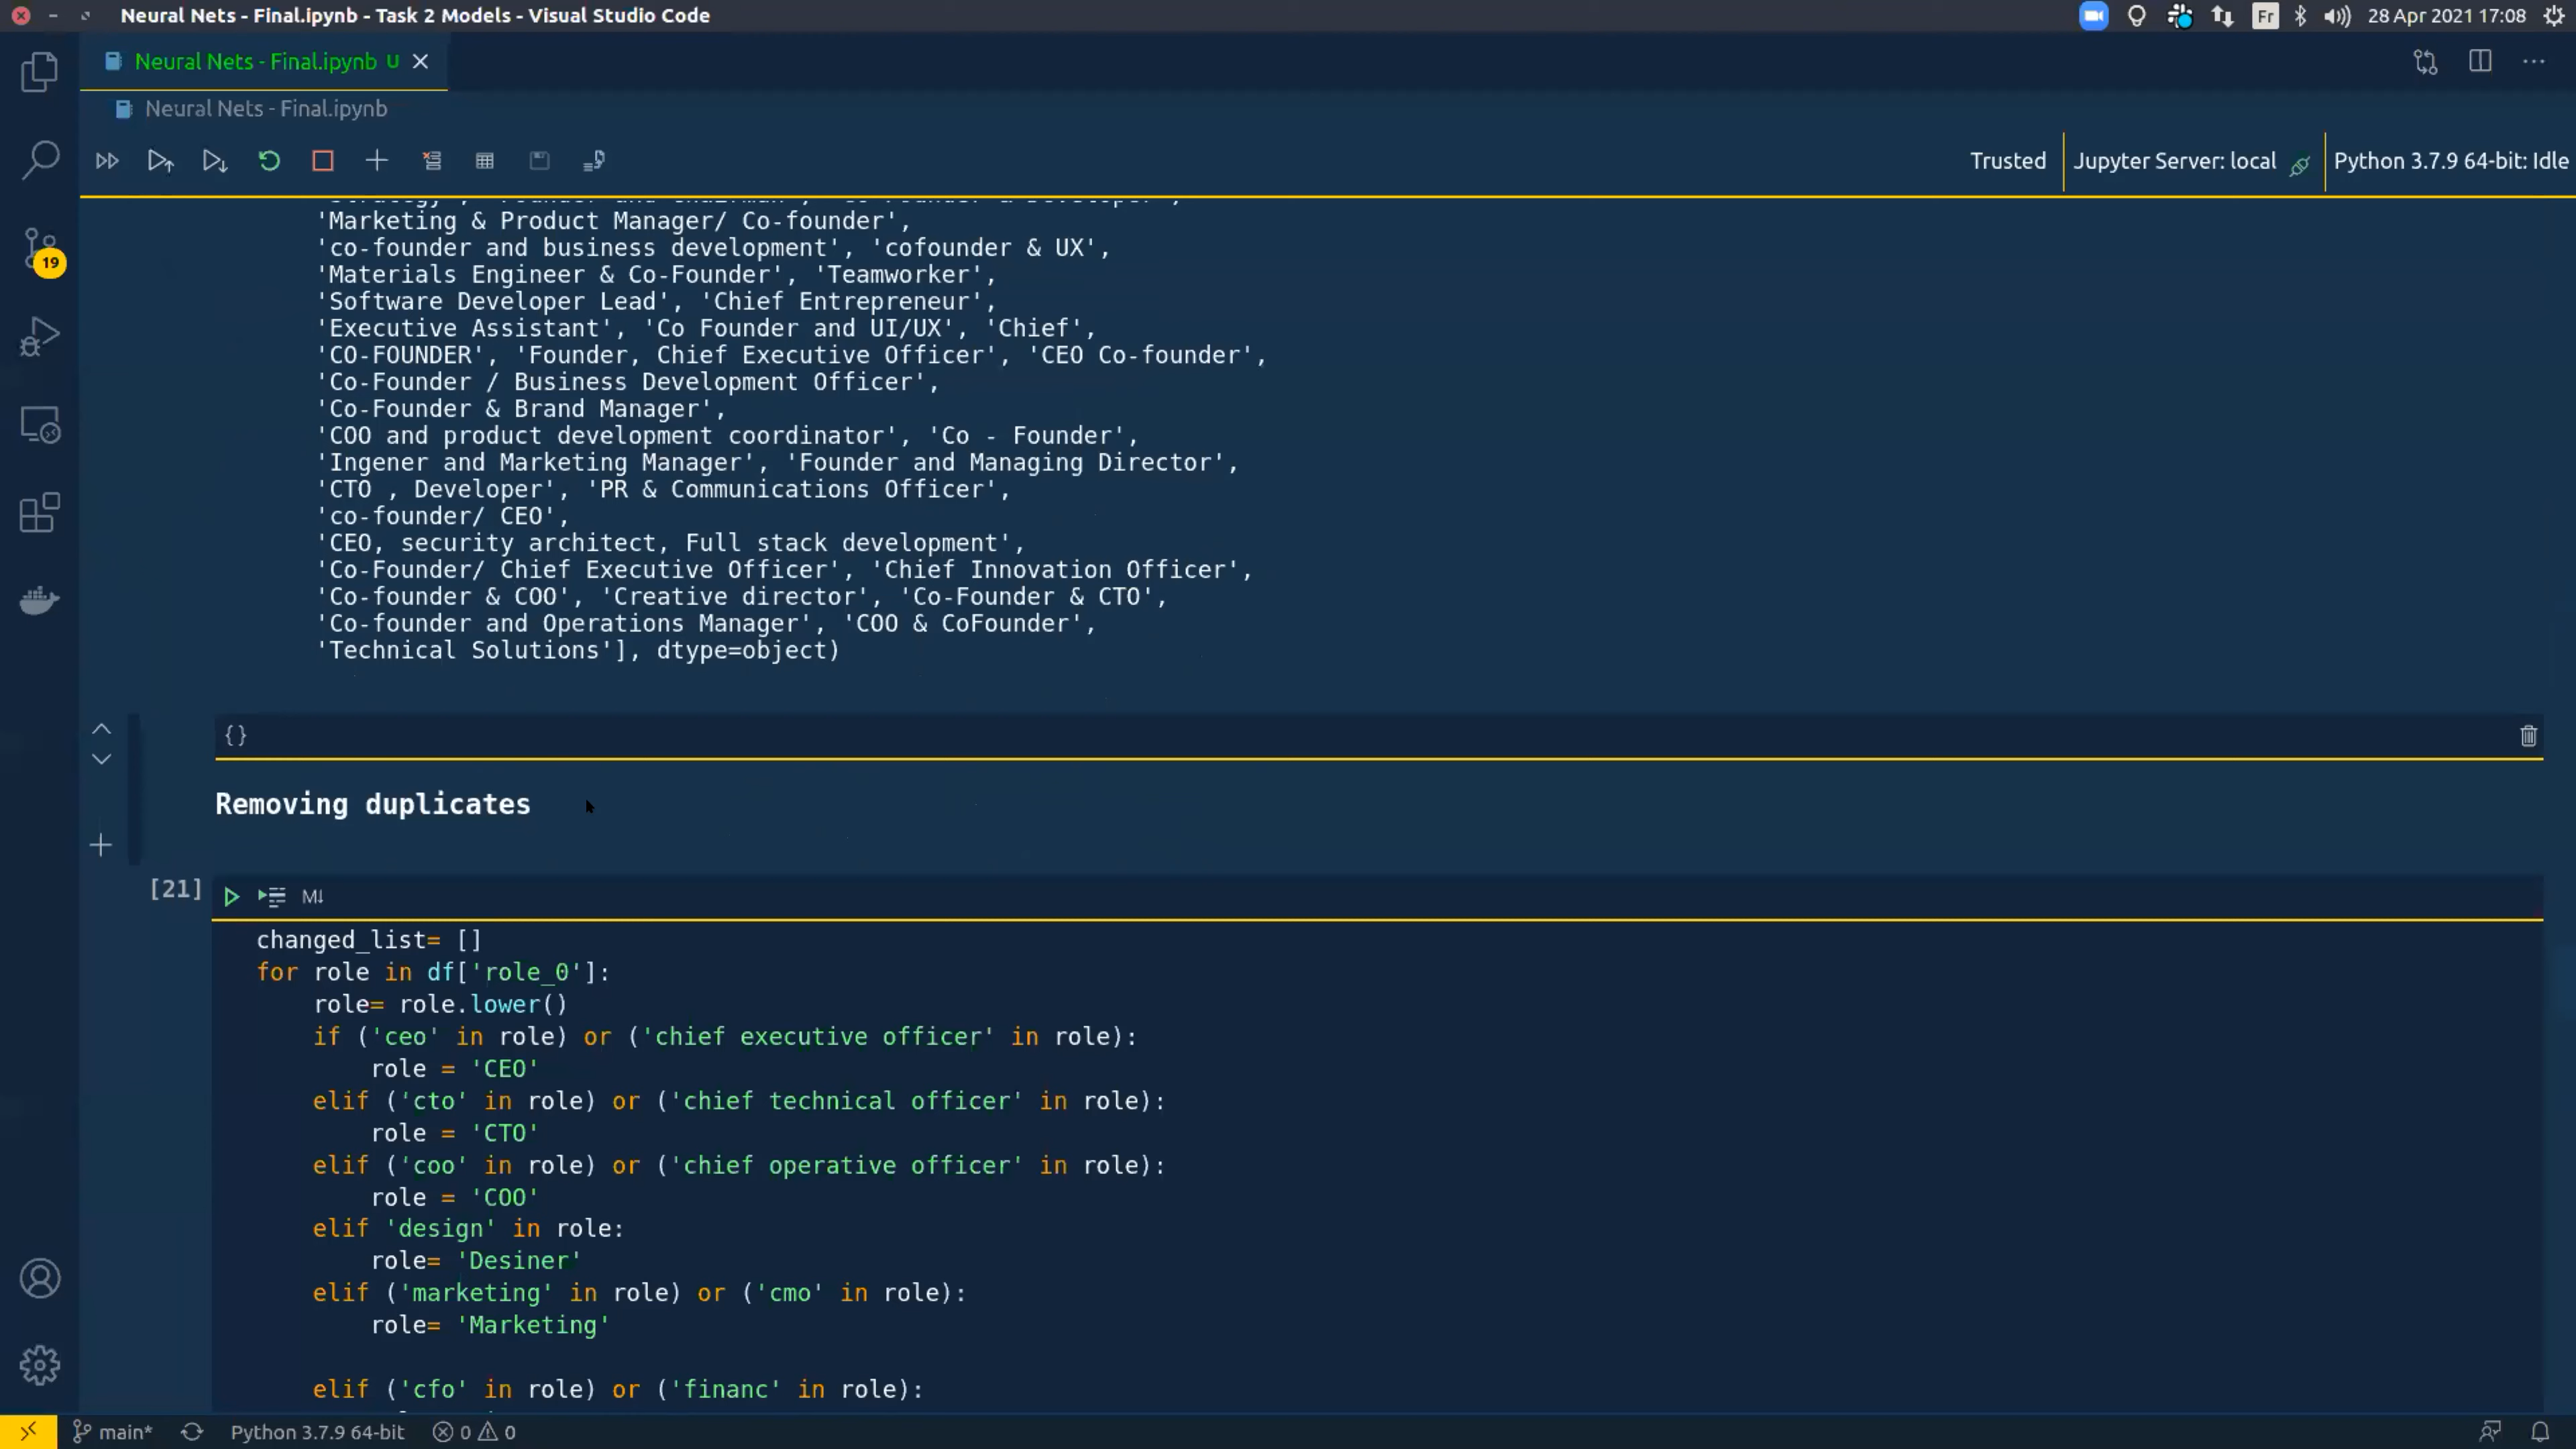 Neural Nets - Final.ipynb - Task 2 Models - Visual Studio Code
Fr
28 Apr 2021 17:08
Neural Nets - Final.ipynb U
Neural Nets - Final.ipynb
Trusted
Jupyter Server: local
Python 3.7.9 64-bit: Idle
19
'Marketing & Product Manager/ Co-founder',
'co-founder and business development', 'cofounder & UX',
'Materials Engineer & Co-Founder', 'Teamworker',
'Software Developer Lead', 'Chief Entrepreneur',
'Executive Assistant', 'Co Founder and UI/UX', 'Chief',
'CO-FOUNDER', 'Founder, Chief Executive Officer', 'CEO Co-founder',
'Co-Founder / Business Development Officer',
'Co-Founder & Brand Manager',
'COO and product development coordinator', 'Co - Founder',
'Ingener and Marketing Manager', 'Founder and Managing Director',
'CTO , Developer', 'PR & Communications Officer',
'co-founder/ CEO',
'CEO, security architect, Full stack development',
'Co-Founder/ Chief Executive Officer', 'Chief Innovation Officer',
'Co-founder & COO', 'Creative director', 'Co-Founder & CTO',
'Co-founder and Operations Manager', 'COO & CoFounder',
'Technical Solutions'], dtype=object)
{}
Removing duplicates
[21]
M↓
changed_list= []
for role in df['role_0']:
role= role.lower()
if ('ceo' in role) or ('chief executive officer' in role):
role = 'CEO'
elif ('cto' in role) or ('chief technical officer' in role):
role = 'CTO'
elif ('coo' in role) or ('chief operative officer' in role):
role = 'COO'
elif 'design' in role:
role= 'Desiner'
elif ('marketing' in role) or ('cmo' in role):
role= 'Marketing'
elif ('cfo' in role) or ('financ' in role):
main*
Python 3.7.9 64-bit
0
0